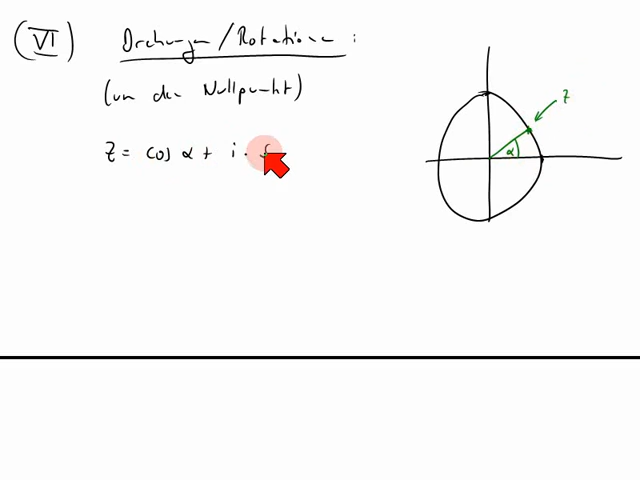 (VI) Drehungen/Rotationen:
(um den Nullpunkt)
z = cos α + i ·
z
α